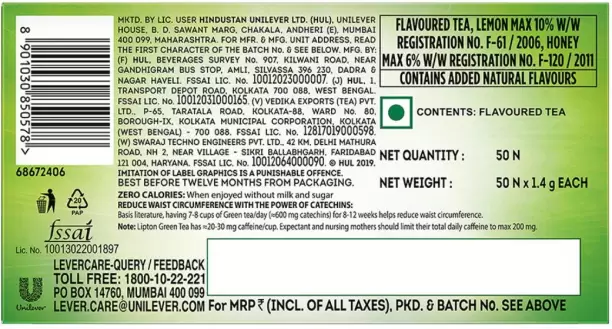 MKTD. BY LIC. USER HINDUSTAN UNILEVER LTD. (HUL), UNILEVER
HOUSE, B. D. SAWANT MARG, CHAKALA, ANDHERI (E), MUMBAI
400 099, MAHARASHTRA. FOR MFR. & MFG. UNIT ADDRESS, READ
THE FIRST CHARACTER OF THE BATCH No. & SEE BELOW. MFG. BY:
(F) HUL, BEVERAGES SURVEY No. 907, KILWANI ROAD, NEAR
GANDHIGRAM BUS STOP, AMLI, SILVASSA 396 230, DADRA &
NAGAR HAVELI. FSSAI LIC. No. 10012023000007. (J) HUL, 1,
TRANSPORT DEPOT ROAD, KOLKATA 700 088, WEST BENGAL.
FSSAI LIC. No. 10012031000165. (V) VEDIKA EXPORTS (TEA) PVT.
LTD., P-65, TARATALA ROAD, KOLKATA-88, WARD No. 80,
BOROUGH-IX, KOLKATA MUNICIPAL CORPORATION, KOLKATA
(WEST BENGAL) - 700 088. FSSAI LIC. No: 12817019000598.
(W) SWARAJ TECHNO ENGINEERS PVT. LTD., 42 KM. DELHI MATHURA
ROAD, NH 2, NEAR VILLAGE - SIKRI BALLABHGARH, FARIDABAD
121 004, HARYANA. FSSAI LIC. No. 10012064000090. © HUL 2019.
IMITATION OF LABEL GRAPHICS IS A PUNISHABLE OFFENCE.
BEST BEFORE TWELVE MONTHS FROM PACKAGING.
FLAVOURED TEA, LEMON MAX 10% W/W
REGISTRATION NO. F-61 / 2006, HONEY
MAX 6% W/W REGISTRATION NO. F-120 / 2011
CONTAINS ADDED NATURAL FLAVOURS
CONTENTS: FLAVOURED TEA
NET QUANTITY : 50 N
NET WEIGHT : 50 N x 1.4 g EACH
8 901030 835278 >
68672406
20
PAP
fssai
Lic. No. 10013022001897
ZERO CALORIES: When enjoyed without milk and sugar
REDUCE WAIST CIRCUMFERENCE WITH THE POWER OF CATECHINS:
Basis literature, having 7-8 cups of Green tea/day (≈600 mg catechins) for 8-12 weeks helps reduce waist circumference.
Note: Lipton Green Tea has ≈20-30 mg caffeine/cup. Expectant and nursing mothers should limit their total daily caffeine to max 200 mg.
Unilever
LEVERCARE-QUERY / FEEDBACK
TOLL FREE: 1800-10-22-221
PO BOX 14760, MUMBAI 400 099
LEVER.CARE@UNILEVER.COM
For MRP ₹ (INCL. OF ALL TAXES), PKD. & BATCH No. SEE ABOVE